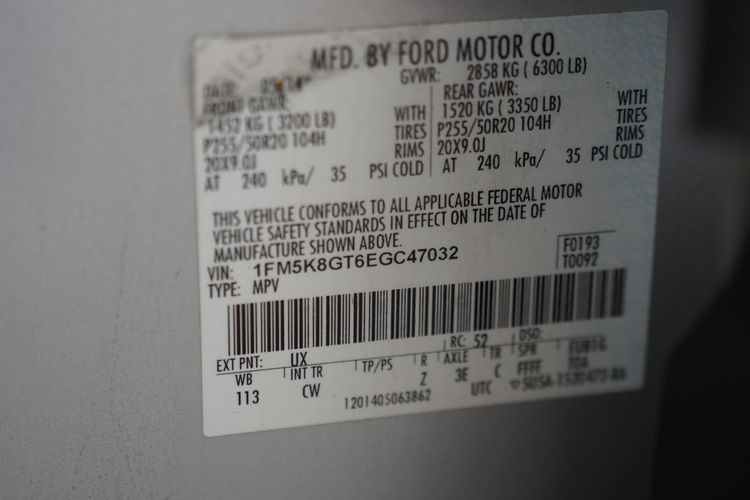 MFD. BY FORD MOTOR CO.
DATE: GVWR: 2858 KG ( 6300 LB)
FRONT GAWR: REAR GAWR:
1452 KG ( 3200 LB) WITH 1520 KG ( 3350 LB) WITH
P255/50R20 104H TIRES P255/50R20 104H TIRES
20X9.0J RIMS 20X9.0J RIMS
AT 240 kPa/ 35 PSI COLD AT 240 kPa/ 35 PSI COLD
THIS VEHICLE CONFORMS TO ALL APPLICABLE FEDERAL MOTOR
VEHICLE SAFETY STANDARDS IN EFFECT ON THE DATE OF
MANUFACTURE SHOWN ABOVE.
VIN: 1FM5K8GT6EGC47032 F0193
TYPE: MPV T0092
EXT PNT: UX RC: 52 DSO:
WB INT TR TP/PS R AXLE TR SPR
113 CW Z 3E C FFFF
1201405063862 UTC